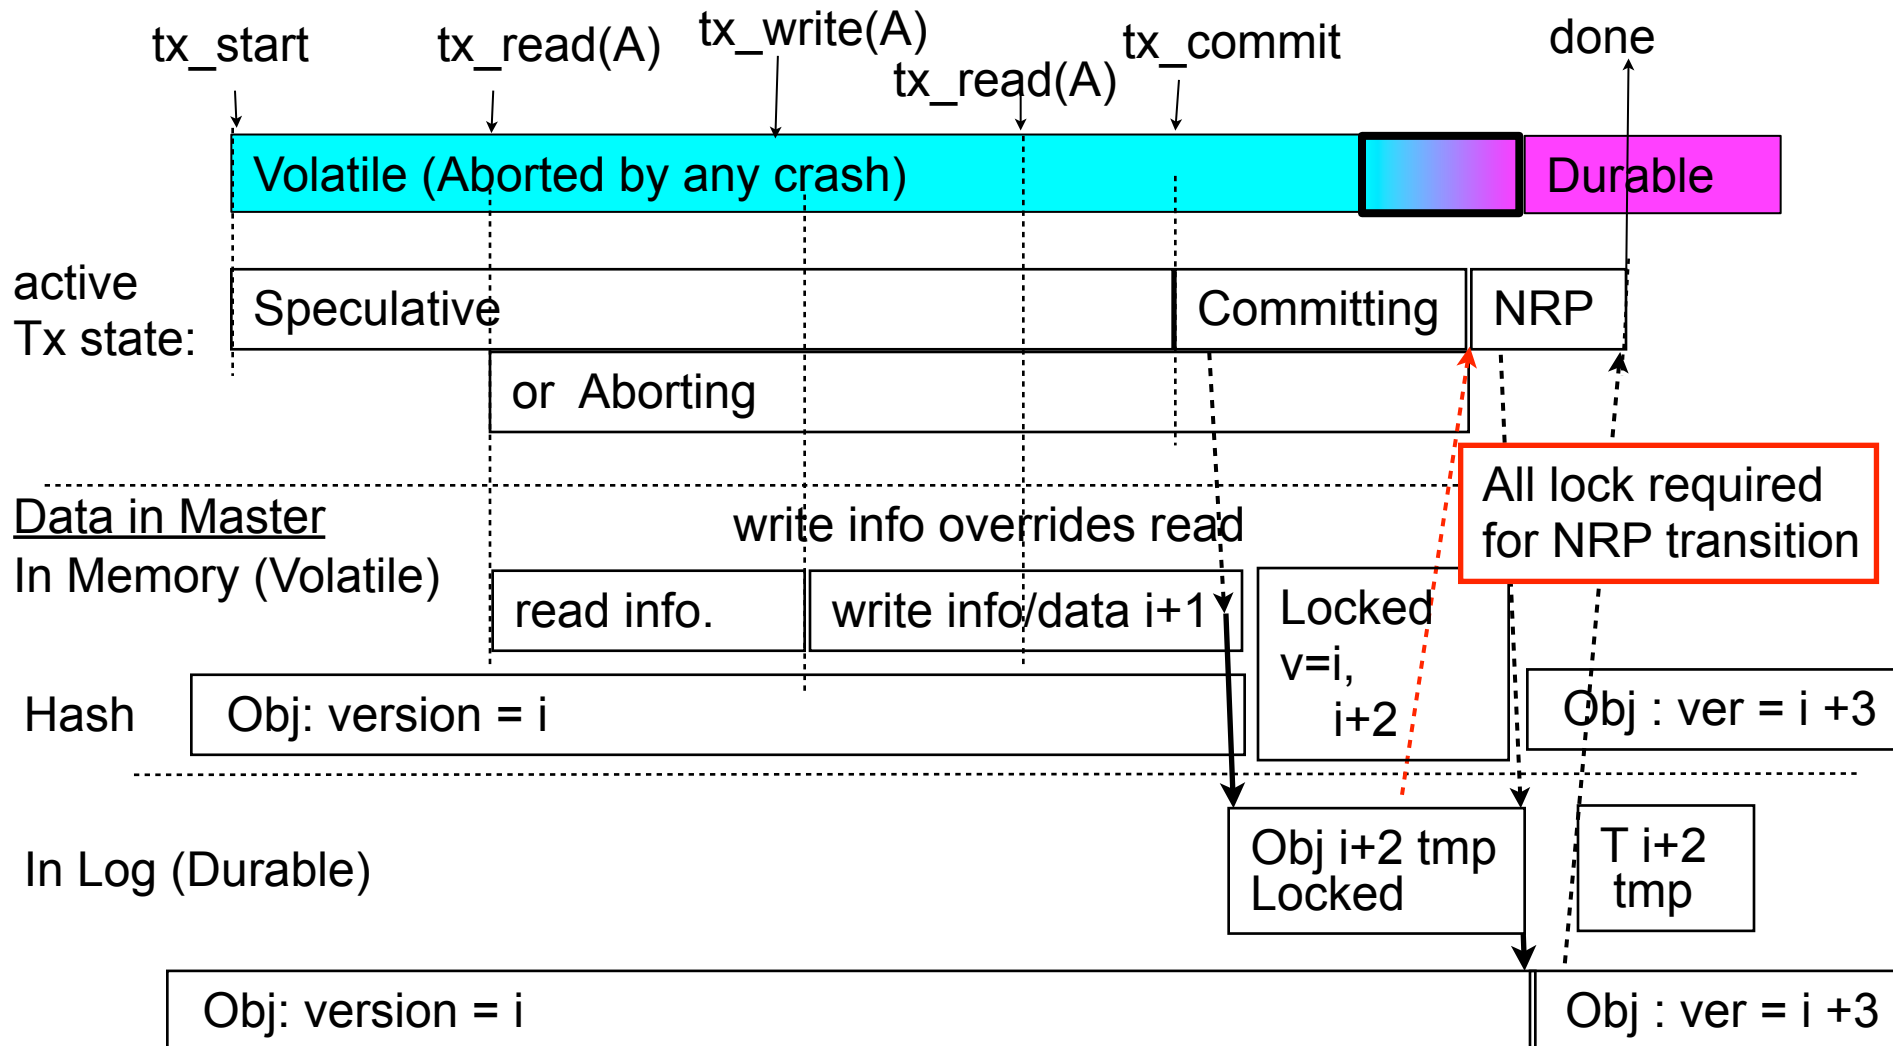 tx_start
tx_read(A)
tx_write(A)
tx_read(A)
tx_commit
done
Volatile (Aborted by any crash)
Durable
active
Tx state:
Speculative
Committing
NRP
or  Aborting
All lock required
for NRP transition
Data in Master
In Memory (Volatile)
write info overrides read
read info.
write info/data i+1
Locked
v=i,
i+2
Hash
Obj: version = i
Obj : ver = i +3
In Log (Durable)
Obj i+2 tmp
Locked
T i+2
tmp
Obj: version = i
Obj : ver = i +3